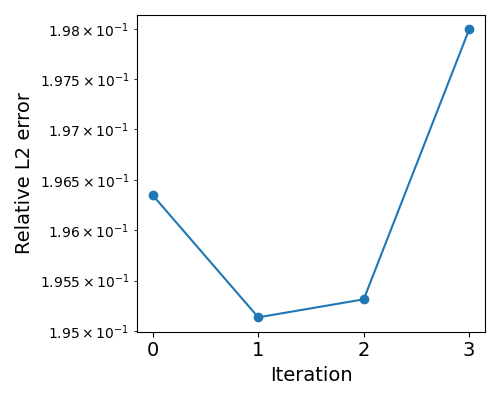 1.98 × 10⁻¹
1.975 × 10⁻¹
1.97 × 10⁻¹
1.965 × 10⁻¹
1.96 × 10⁻¹
1.955 × 10⁻¹
1.95 × 10⁻¹
Relative L2 error
0 1 2 3
Iteration